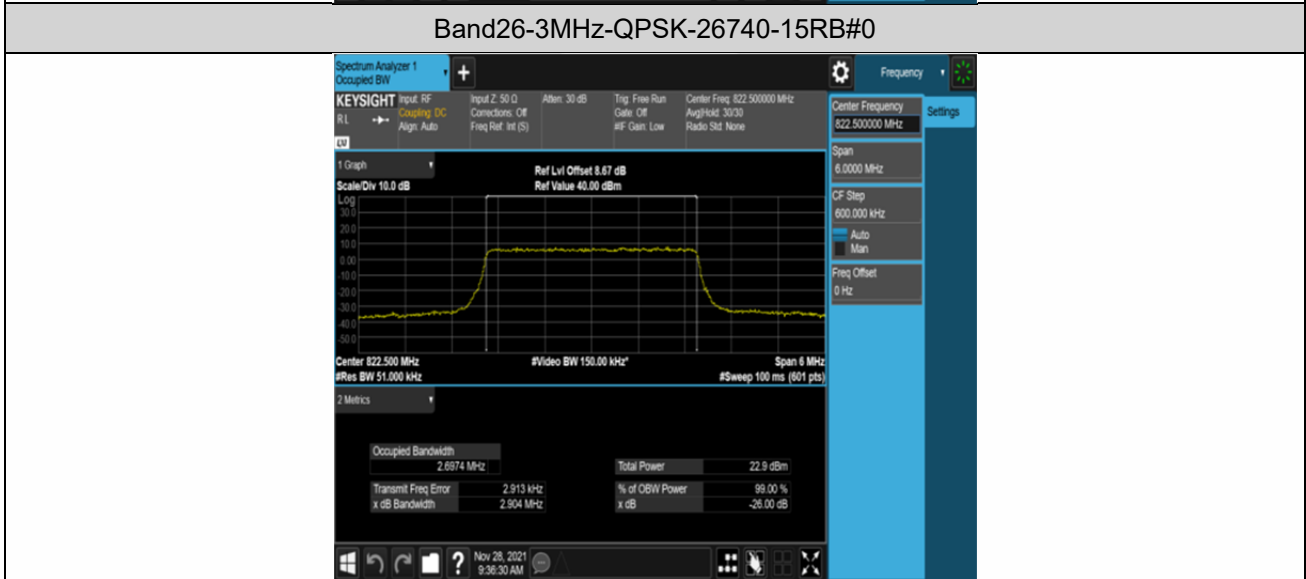 Band26-3MHz-QPSK-26740-15RB#0
Spectrum Analyzer 1
Occupied BW
+
Frequency
KEYSIGHT
RL
Input: RF
Coupling: DC
Align: Auto
Input Z: 50 Ω
Corrections: Off
Freq Ref: Int (S)
Atten: 30 dB
Trig: Free Run
Gate: Off
#IF Gain: Low
Center Freq: 822.500000 MHz
Avg|Hold: 30/30
Radio Std: None
Center Frequency
822.500000 MHz
Settings
Span
6.0000 MHz
CF Step
600.000 kHz
Auto
Man
Freq Offset
0 Hz
1 Graph
Scale/Div 10.0 dB
Ref Lvl Offset 8.67 dB
Ref Value 40.00 dBm
Log
30.0
20.0
10.0
0.00
-10.0
-20.0
-30.0
-40.0
-50.0
Center 822.500 MHz
#Video BW 150.00 kHz*
Span 6 MHz
#Res BW 51.000 kHz
#Sweep 100 ms (601 pts)
2 Metrics
Occupied Bandwidth
2.6974 MHz
Total Power 22.9 dBm
Transmit Freq Error 2.913 kHz
% of OBW Power 99.00 %
x dB Bandwidth 2.904 MHz
x dB -26.00 dB
?
Nov 28, 2021
9:36:30 AM